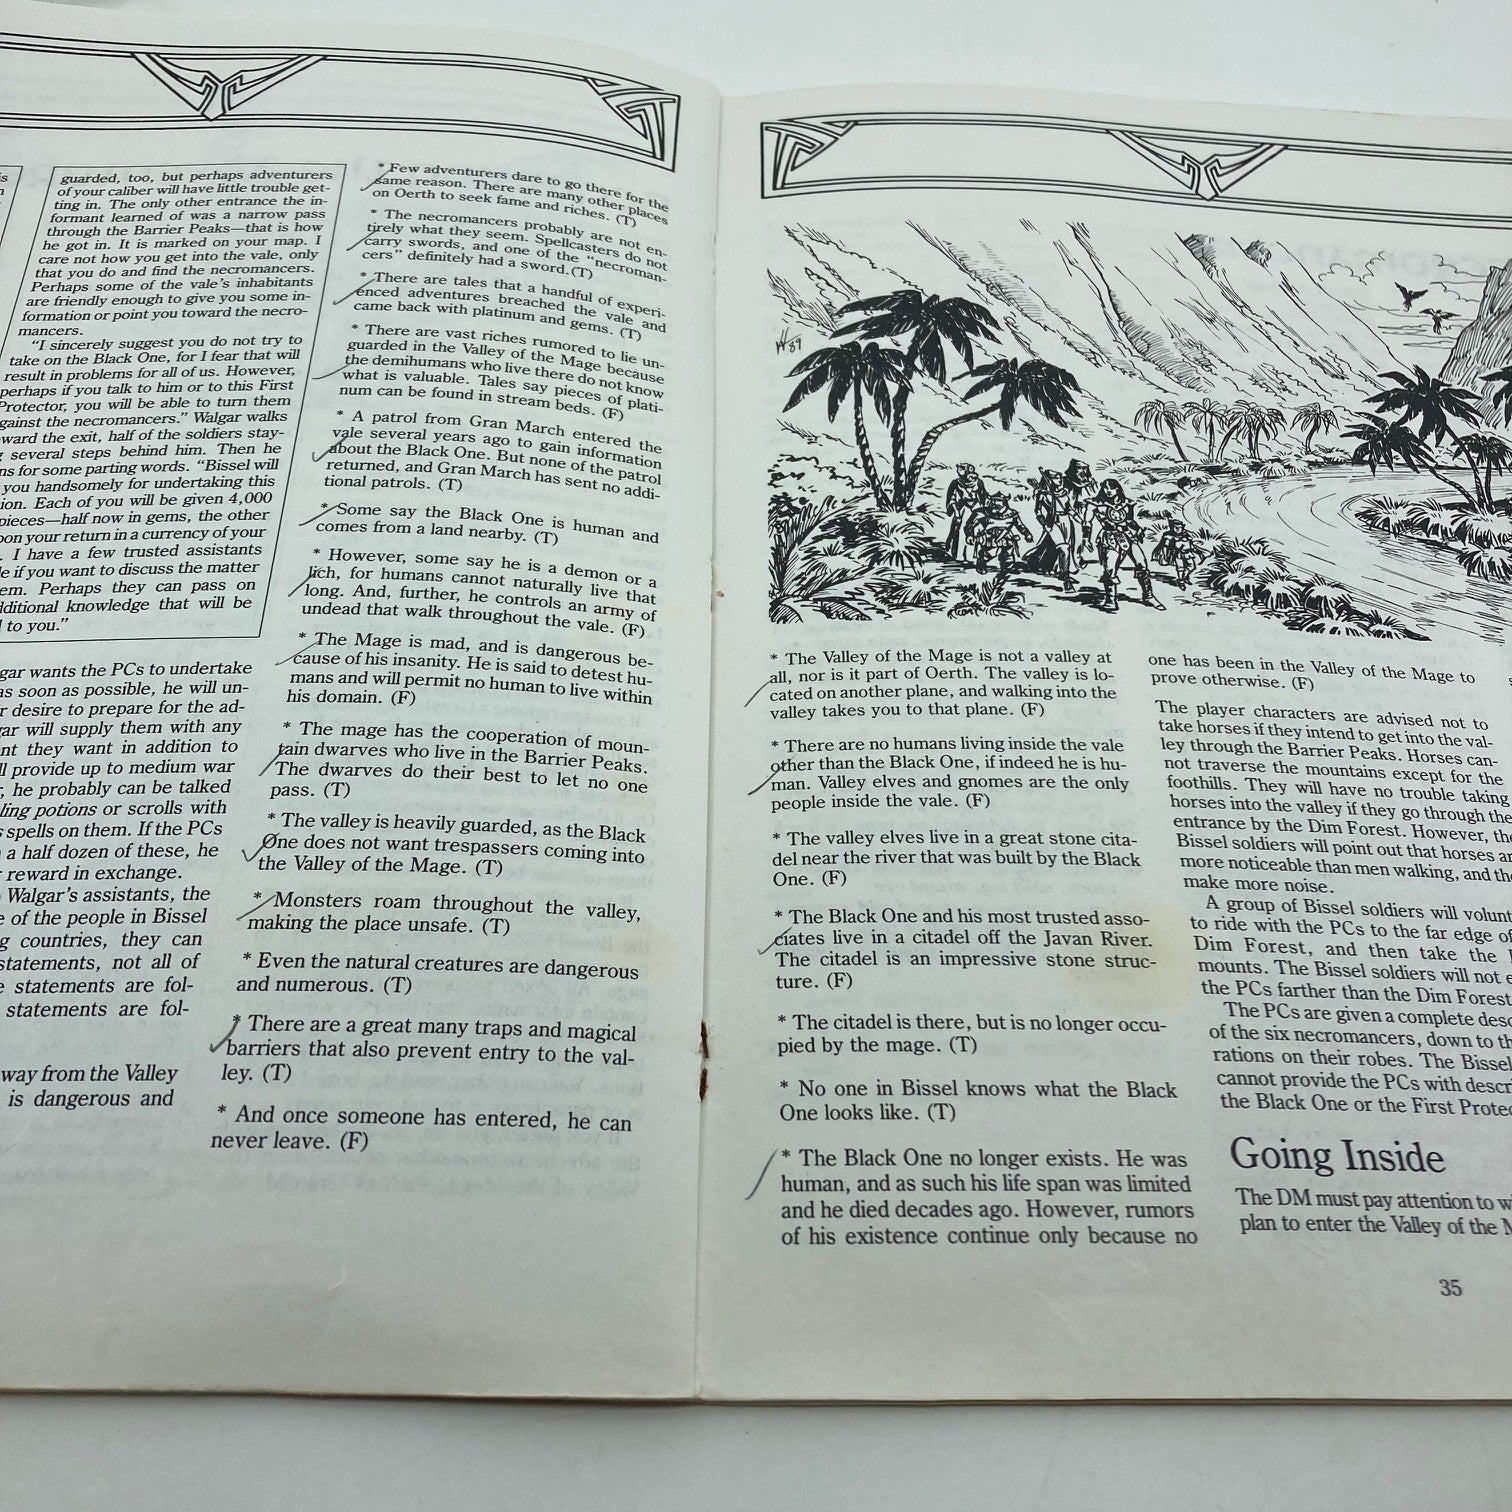 is
guarded, too, but perhaps adventurers
of your caliber will have little trouble get-
ting in. The only other entrance the in-
formant learned of was a narrow pass
through the Barrier Peaks—that is how
he got in. It is marked on your map. I
care not how you get into the vale, only
that you do and find the necromancers.
Perhaps some of the vale's inhabitants
are friendly enough to give you some in-
formation or point you toward the necro-
mancers.
"I sincerely suggest you do not try to
take on the Black One, for I fear that will
result in problems for all of us. However,
perhaps if you talk to him or to this First
Protector, you will be able to turn them
against the necromancers." Walgar walks
ward the exit, half of the soldiers stay-
g several steps behind him. Then he
ns for some parting words. "Bissel will
you handsomely for undertaking this
ion. Each of you will be given 4,000
pieces—half now in gems, the other
pon your return in a currency of your
. I have a few trusted assistants
le if you want to discuss the matter
em. Perhaps they can pass on
dditional knowledge that will be
l to you."
gar wants the PCs to undertake
as soon as possible, he will un-
r desire to prepare for the ad-
gar will supply them with any
nt they want in addition to
ll provide up to medium war
r, he probably can be talked
ling potions or scrolls with
s spells on them. If the PCs
a half dozen of these, he
r reward in exchange.
Walgar's assistants, the
e of the people in Bissel
g countries, they can
statements, not all of
e statements are fol-
statements are fol-
way from the Valley
is dangerous and
* Few adventurers dare to go there for the
same reason. There are many other places
on Oerth to seek fame and riches. (T)
* The necromancers probably are not en-
tirely what they seem. Spellcasters do not
carry swords, and one of the "necroman-
cers" definitely had a sword.(T)
* There are tales that a handful of experi-
enced adventures breached the vale and
came back with platinum and gems. (T)
* There are vast riches rumored to lie un-
guarded in the Valley of the Mage because
the demihumans who live there do not know
what is valuable. Tales say pieces of plati-
num can be found in stream beds. (F)
* A patrol from Gran March entered the
vale several years ago to gain information
about the Black One. But none of the patrol
returned, and Gran March has sent no addi-
tional patrols. (T)
* Some say the Black One is human and
comes from a land nearby. (T)
* However, some say he is a demon or a
lich, for humans cannot naturally live that
long. And, further, he controls an army of
undead that walk throughout the vale. (F)
* The Mage is mad, and is dangerous be-
cause of his insanity. He is said to detest hu-
mans and will permit no human to live within
his domain. (F)
* The mage has the cooperation of moun-
tain dwarves who live in the Barrier Peaks.
The dwarves do their best to let no one
pass. (T)
* The valley is heavily guarded, as the Black
One does not want trespassers coming into
the Valley of the Mage. (T)
* Monsters roam throughout the valley,
making the place unsafe. (T)
* Even the natural creatures are dangerous
and numerous. (T)
* There are a great many traps and magical
barriers that also prevent entry to the val-
ley. (T)
* And once someone has entered, he can
never leave. (F)
89
* The Valley of the Mage is not a valley at
all, nor is it part of Oerth. The valley is lo-
cated on another plane, and walking into the
valley takes you to that plane. (F)
* There are no humans living inside the vale
other than the Black One, if indeed he is hu-
man. Valley elves and gnomes are the only
people inside the vale. (F)
* The valley elves live in a great stone cita-
del near the river that was built by the Black
One. (F)
* The Black One and his most trusted asso-
ciates live in a citadel off the Javan River.
The citadel is an impressive stone struc-
ture. (F)
* The citadel is there, but is no longer occu-
pied by the mage. (T)
* No one in Bissel knows what the Black
One looks like. (T)
* The Black One no longer exists. He was
human, and as such his life span was limited
and he died decades ago. However, rumors
of his existence continue only because no
one has been in the Valley of the Mage to
prove otherwise. (F)
The player characters are advised not to
take horses if they intend to get into the val-
ley through the Barrier Peaks. Horses can-
not traverse the mountains except for the
foothills. They will have no trouble taking
horses into the valley if they go through the
entrance by the Dim Forest. However, the
Bissel soldiers will point out that horses ar
more noticeable than men walking, and the
make more noise.
A group of Bissel soldiers will volunt
to ride with the PCs to the far edge of
Dim Forest, and then take the
mounts. The Bissel soldiers will not e
the PCs farther than the Dim Forest
The PCs are given a complete desc
of the six necromancers, down to th
rations on their robes. The Bissel
cannot provide the PCs with descr
the Black One or the First Protec
Going Inside
The DM must pay attention to w
plan to enter the Valley of the M
35